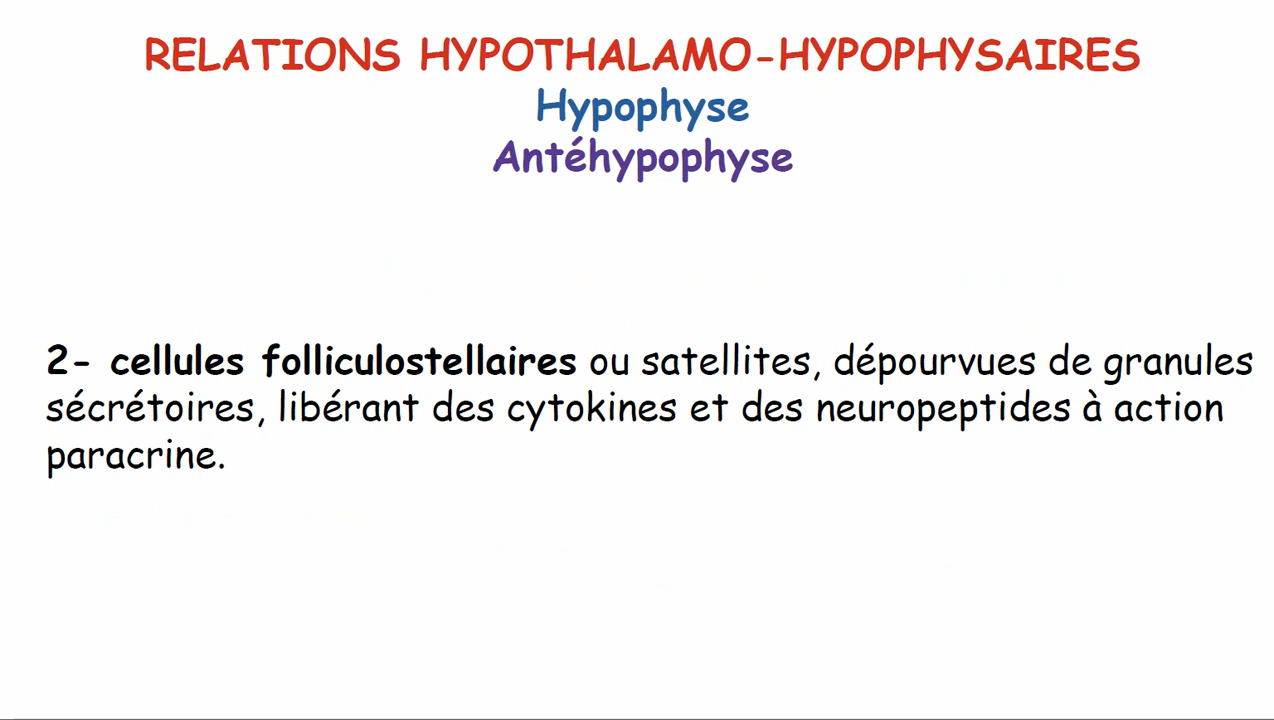 RELATIONS HYPOTHALAMO-HYPOPHYSAIRES
Hypophyse
Antéhypophyse
2- cellules folliculostellaires ou satellites, dépourvues de granules
sécrétoires, libérant des cytokines et des neuropeptides à action
paracrine.